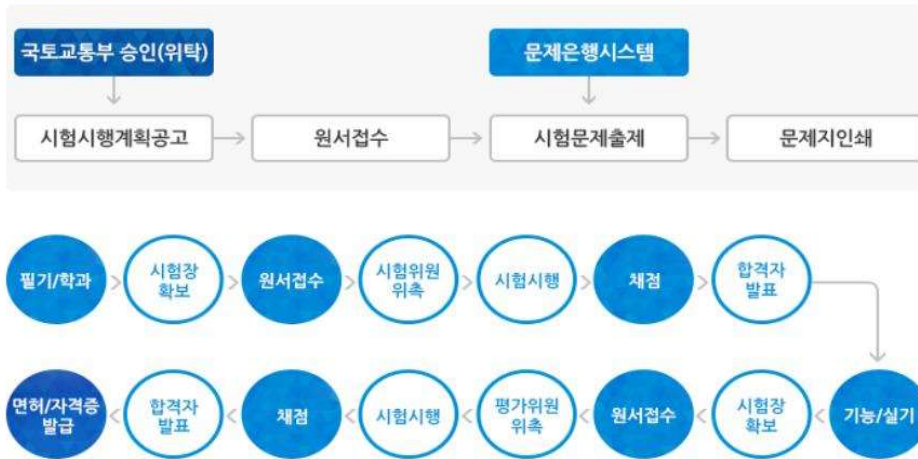 국토교통부 승인(위탁)
문제은행시스템
시험시행계획공고
원서접수
시험문제출제
문제지인쇄
필기/학과
시험장
확보
원서접수
시험위원
위촉
시험시행
채점
합격자
발표
기능/실기
시험장
확보
원서접수
평가위원
위촉
시험시행
채점
합격자
발표
면허/자격증
발급